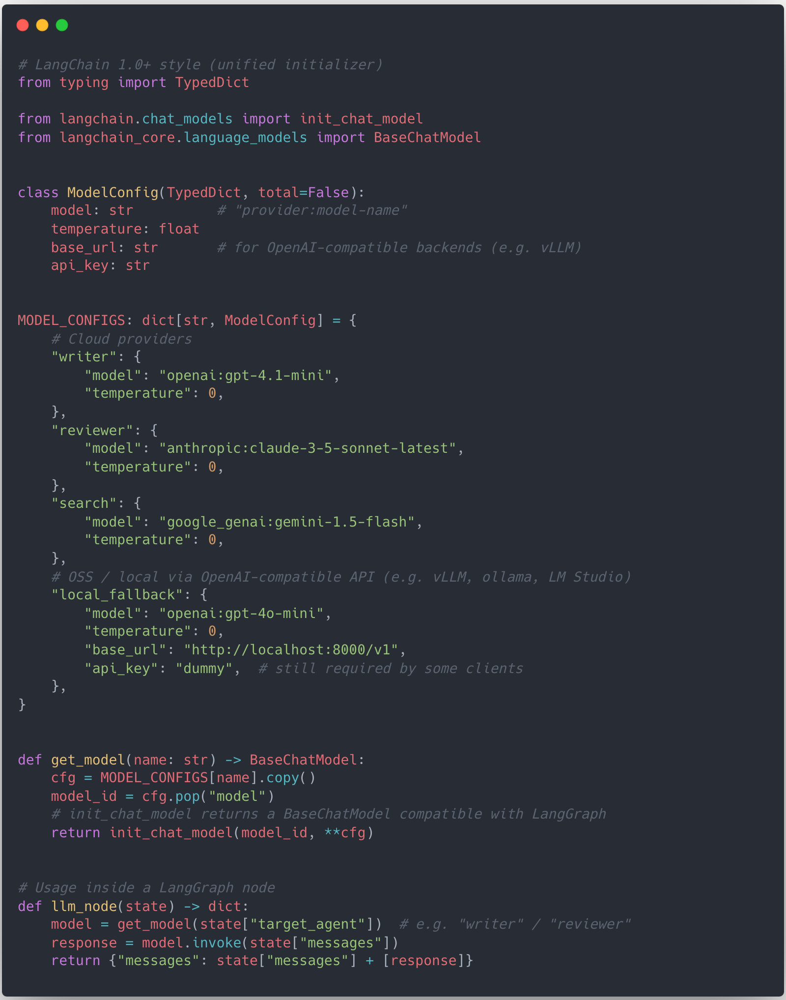 # LangChain 1.0+ style (unified initializer)
from typing import TypedDict
from langchain.chat_models import init_chat_model
from langchain_core.language_models import BaseChatModel
class ModelConfig(TypedDict, total=False):
    model: str          # "provider:model-name"
    temperature: float
    base_url: str       # for OpenAI-compatible backends (e.g. vLLM)
    api_key: str
MODEL_CONFIGS: dict[str, ModelConfig] = {
    # Cloud providers
    "writer": {
        "model": "openai:gpt-4.1-mini",
        "temperature": 0,
    },
    "reviewer": {
        "model": "anthropic:claude-3-5-sonnet-latest",
        "temperature": 0,
    },
    "search": {
        "model": "google_genai:gemini-1.5-flash",
        "temperature": 0,
    },
    # OSS / local via OpenAI-compatible API (e.g. vLLM, ollama, LM Studio)
    "local_fallback": {
        "model": "openai:gpt-4o-mini",
        "temperature": 0,
        "base_url": "http://localhost:8000/v1",
        "api_key": "dummy",  # still required by some clients
    },
}
def get_model(name: str) -> BaseChatModel:
    cfg = MODEL_CONFIGS[name].copy()
    model_id = cfg.pop("model")
    # init_chat_model returns a BaseChatModel compatible with LangGraph
    return init_chat_model(model_id, **cfg)
# Usage inside a LangGraph node
def llm_node(state) -> dict:
    model = get_model(state["target_agent"])  # e.g. "writer" / "reviewer"
    response = model.invoke(state["messages"])
    return {"messages": state["messages"] + [response]}